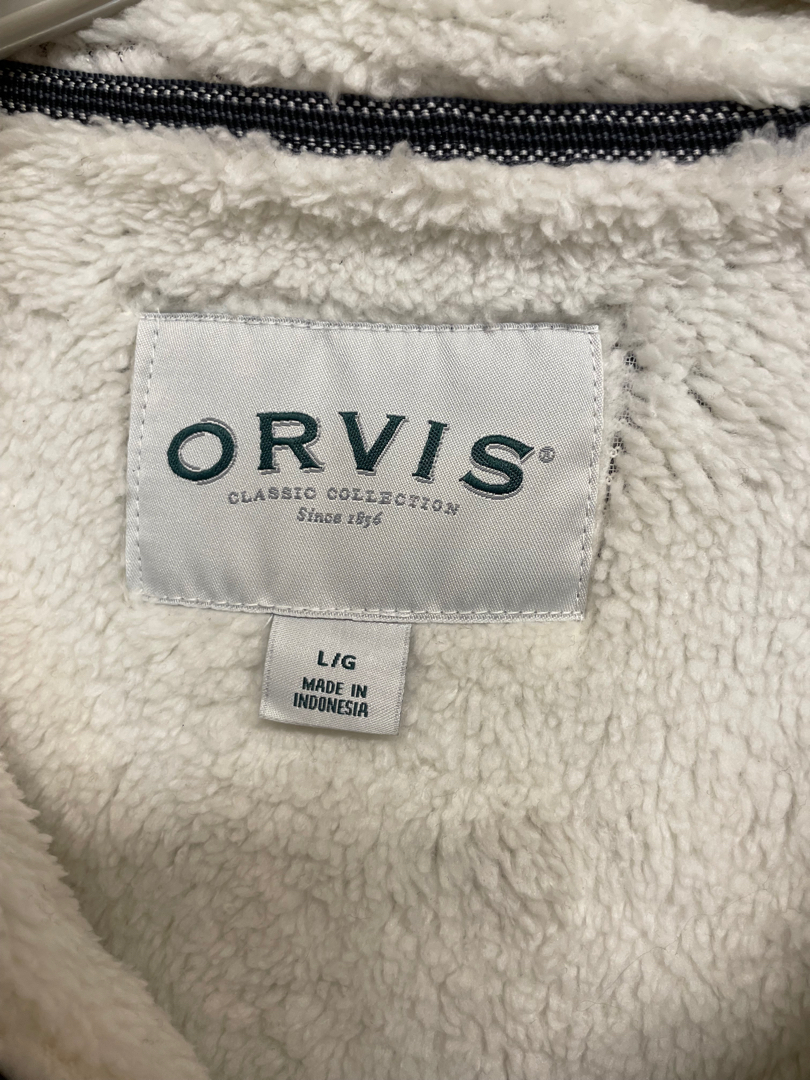 ORVIS®
CLASSIC COLLECTION
Since 1856
L/G
MADE IN
INDONESIA